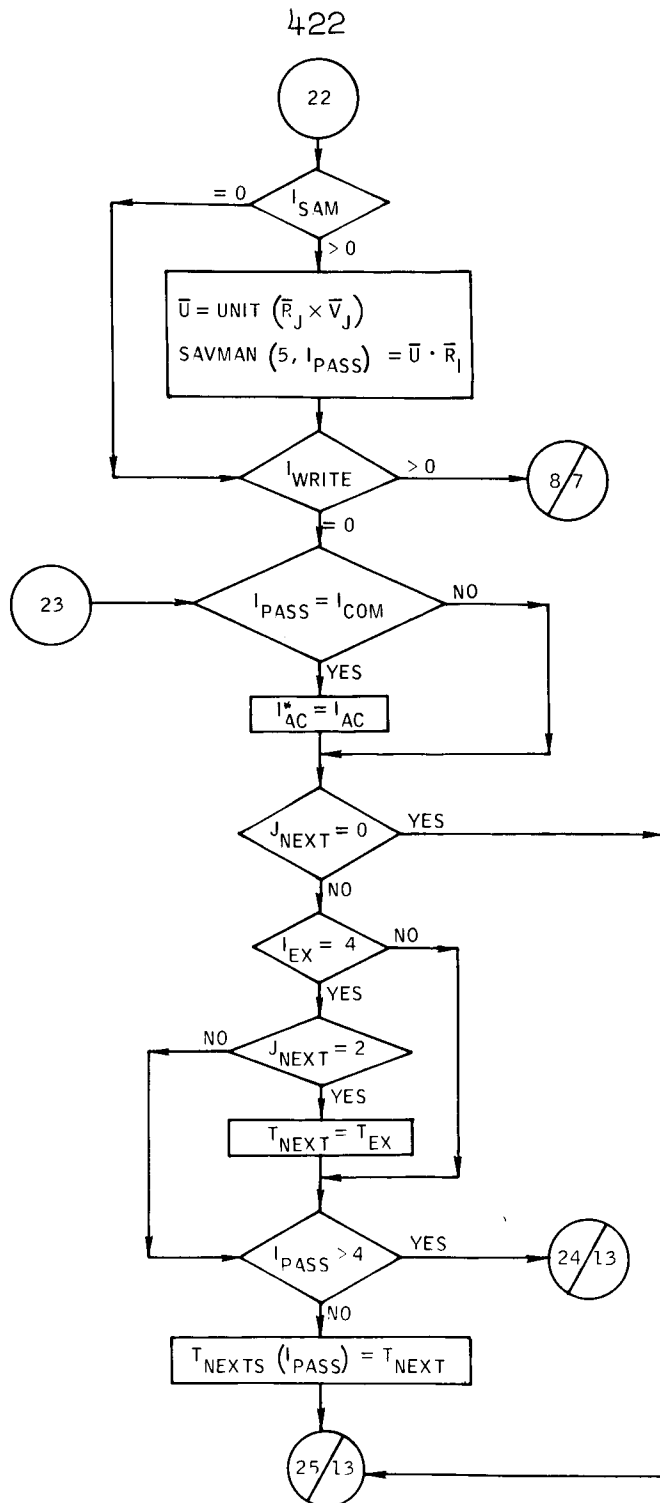 422
22
= 0
I_SAM
> 0
U̅ = UNIT (R̅_J × V̅_J)
SAVMAN (5, I_PASS) = U̅ · R̅_I
I_WRITE
> 0
8/7
= 0
23
I_PASS = I_COM
NO
YES
I*_AC = I_AC
J_NEXT = 0
YES
NO
I_EX = 4
NO
YES
NO
J_NEXT = 2
YES
T_NEXT = T_EX
I_PASS > 4
YES
24/13
NO
T_NEXTS (I_PASS) = T_NEXT
25/13